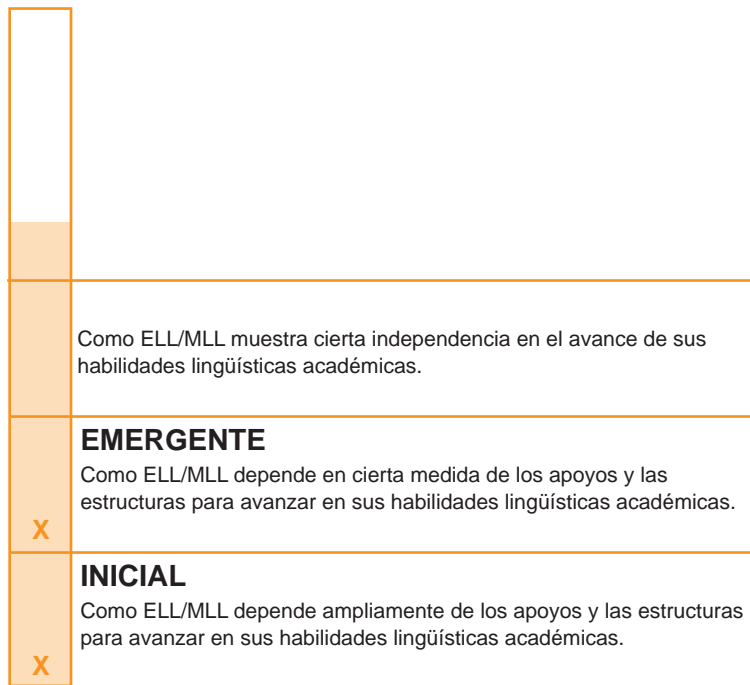 Como ELL/MLL muestra cierta independencia en el avance de sus
habilidades lingüísticas académicas.
EMERGENTE
Como ELL/MLL depende en cierta medida de los apoyos y las
estructuras para avanzar en sus habilidades lingüísticas académicas.
X
INICIAL
Como ELL/MLL depende ampliamente de los apoyos y las estructuras
para avanzar en sus habilidades lingüísticas académicas.
X